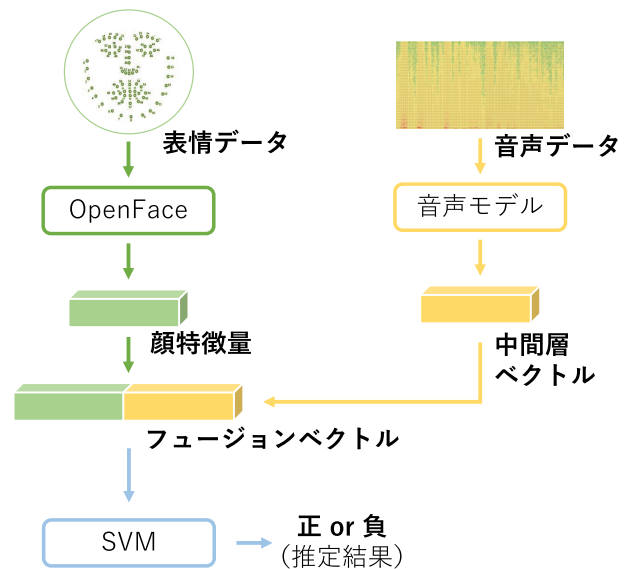 表情データ
音声データ
OpenFace
音声モデル
顔特徴量
中間層
ベクトル
フュージョンベクトル
SVM
正 or 負
（推定結果）